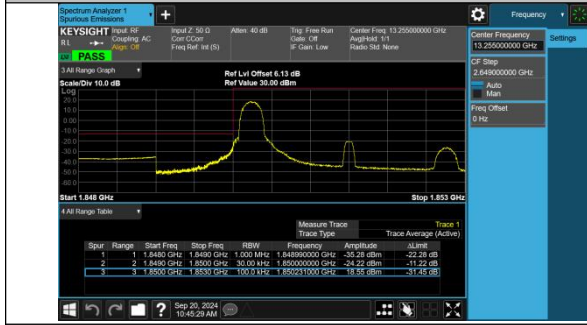 Spectrum Analyzer 1
Spurious Emissions
Frequency
KEYSIGHT
Input: RF
Coupling: AC
Align: Off
Input Z: 50 Ω
Corr CCorr
Freq Ref: Int (S)
Atten: 40 dB
Trig: Free Run
Gate: Off
IF Gain: Low
Center Freq: 13.255000000 GHz
AvgHold: 1/1
Radio Std: None
RL
PASS
Center Frequency
13.255000000 GHz
Settings
CF Step
2.649000000 GHz
Auto
Man
Freq Offset
0 Hz
3 All Range Graph
Scale/Div 10.0 dB
Ref Lvl Offset 6.13 dB
Ref Value 30.00 dBm
Log
20.0
10.0
0.00
-10.0
-20.0
-30.0
-40.0
-50.0
-60.0
Start 1.848 GHz
Stop 1.853 GHz
4 All Range Table
Measure Trace Trace 1
Trace Type Trace Average (Active)
Spur Range Start Freq Stop Freq RBW Frequency Amplitude ΔLimit
1 1 1.8480 GHz 1.8490 GHz 1.000 MHz 1.848990000 GHz -35.28 dBm -22.28 dB
2 2 1.8490 GHz 1.8500 GHz 30.00 kHz 1.850000000 GHz -24.22 dBm -11.22 dB
3 3 1.8500 GHz 1.8530 GHz 100.0 kHz 1.850231000 GHz 18.55 dBm -31.45 dB
Sep 20, 2024
10:45:29 AM